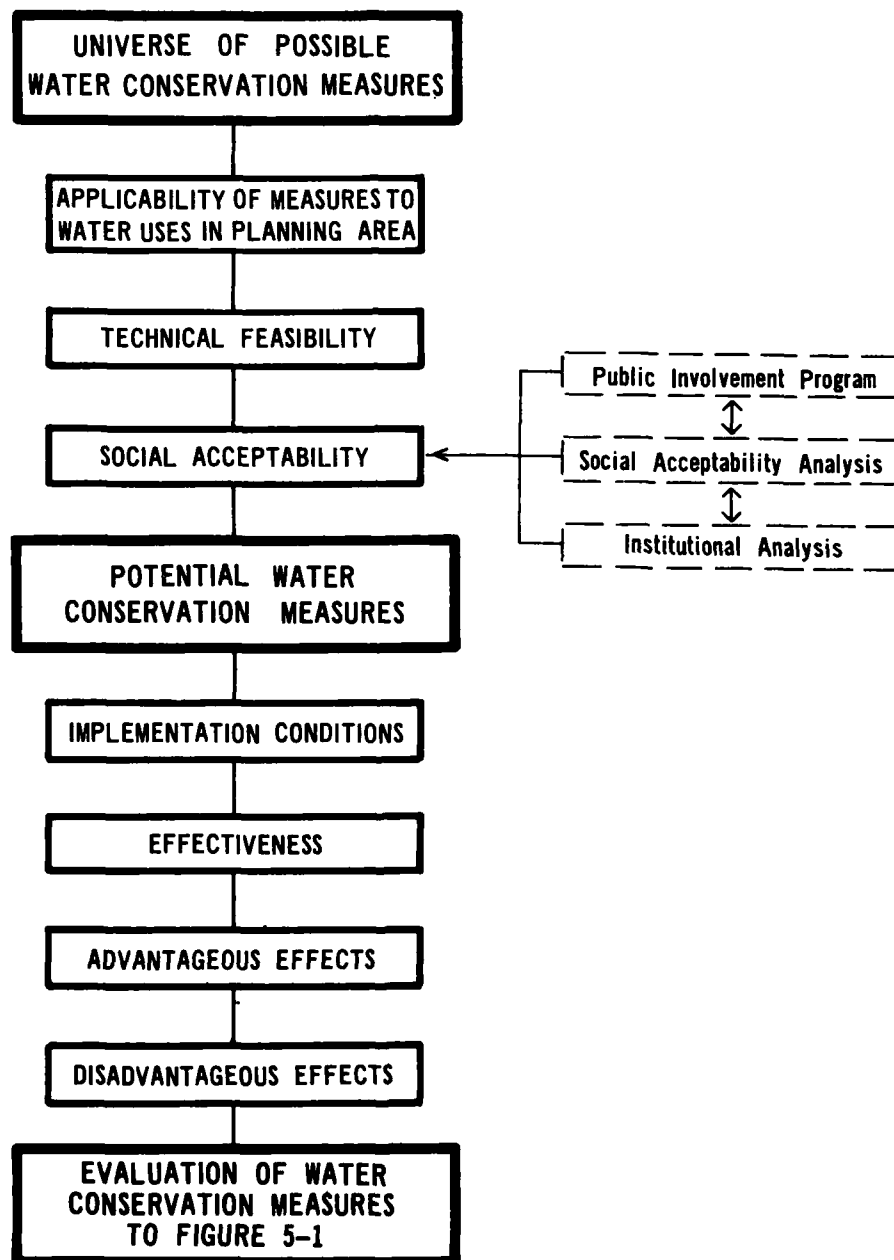 UNIVERSE OF POSSIBLE
WATER CONSERVATION MEASURES
APPLICABILITY OF MEASURES TO
WATER USES IN PLANNING AREA
TECHNICAL FEASIBILITY
SOCIAL ACCEPTABILITY
Public Involvement Program
Social Acceptability Analysis
Institutional Analysis
POTENTIAL WATER
CONSERVATION MEASURES
IMPLEMENTATION CONDITIONS
EFFECTIVENESS
ADVANTAGEOUS EFFECTS
DISADVANTAGEOUS EFFECTS
EVALUATION OF WATER
CONSERVATION MEASURES
TO FIGURE 5-1